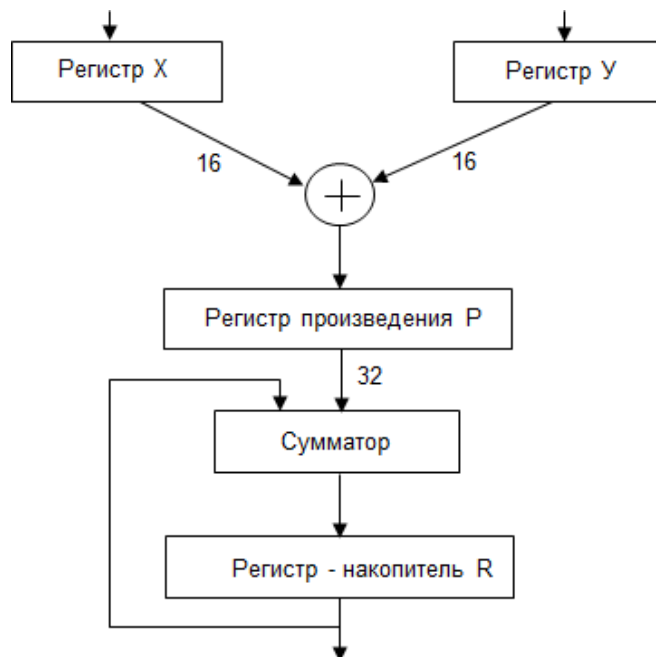 Регистр X
Регистр У
16
16
+
Регистр произведения P
32
Сумматор
Регистр - накопитель R